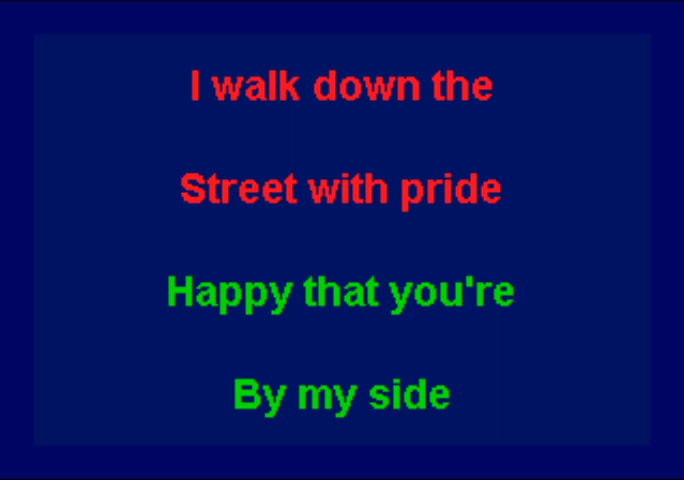 I walk down the
Street with pride
Happy that you're
By my side